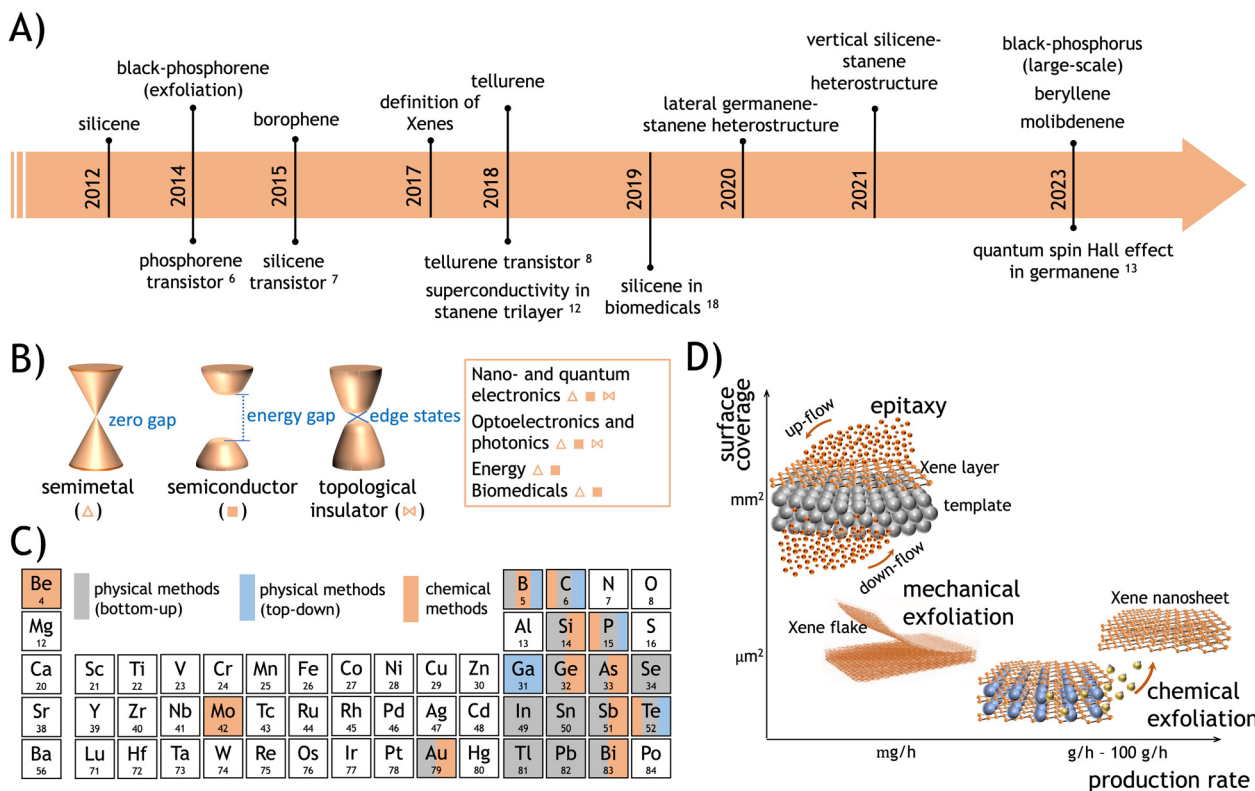 A)
silicene
black-phosphorene
(exfoliation)
borophene
definition of
Xenes
tellurene
lateral germanene-
stanene heterostructure
vertical silicene-
stanene
heterostructure
black-phosphorus
(large-scale)
beryllene
molibdenene
2012
2014
2015
2017
2018
2019
2020
2021
2023
phosphorene
transistor 6
silicene
transistor 7
tellurene transistor 8
superconductivity in
stanene trilayer 12
silicene in
biomedicals 18
quantum spin Hall effect
in germanene 13
B)
zero gap
energy gap
edge states
semimetal
(△)
semiconductor
(■)
topological
insulator (⋈)
Nano- and quantum
electronics △ ■ ⋈
Optoelectronics and
photonics △ ■ ⋈
Energy △ ■
Biomedicals △ ■
C)
physical methods
(bottom-up)
physical methods
(top-down)
chemical
methods
Be B C N O
4 5 6 7 8
Mg Al Si P S
12 13 14 15 16
Ca Sc Ti V Cr Mn Fe Co Ni Cu Zn Ga Ge As Se
20 21 22 23 24 25 26 27 28 29 30 31 32 33 34
Sr Y Zr Nb Mo Tc Ru Rh Pd Ag Cd In Sn Sb Te
38 39 40 41 42 43 44 45 46 47 48 49 50 51 52
Ba Lu Hf Ta W Re Os Ir Pt Au Hg Tl Pb Bi Po
56 71 72 73 74 75 76 77 78 79 80 81 82 83 84
D)
surface
coverage
mm2
μm2
up-flow
epitaxy
Xene layer
template
down-flow
mechanical
exfoliation
Xene flake
Xene nanosheet
chemical
exfoliation
mg/h
g/h - 100 g/h
production rate